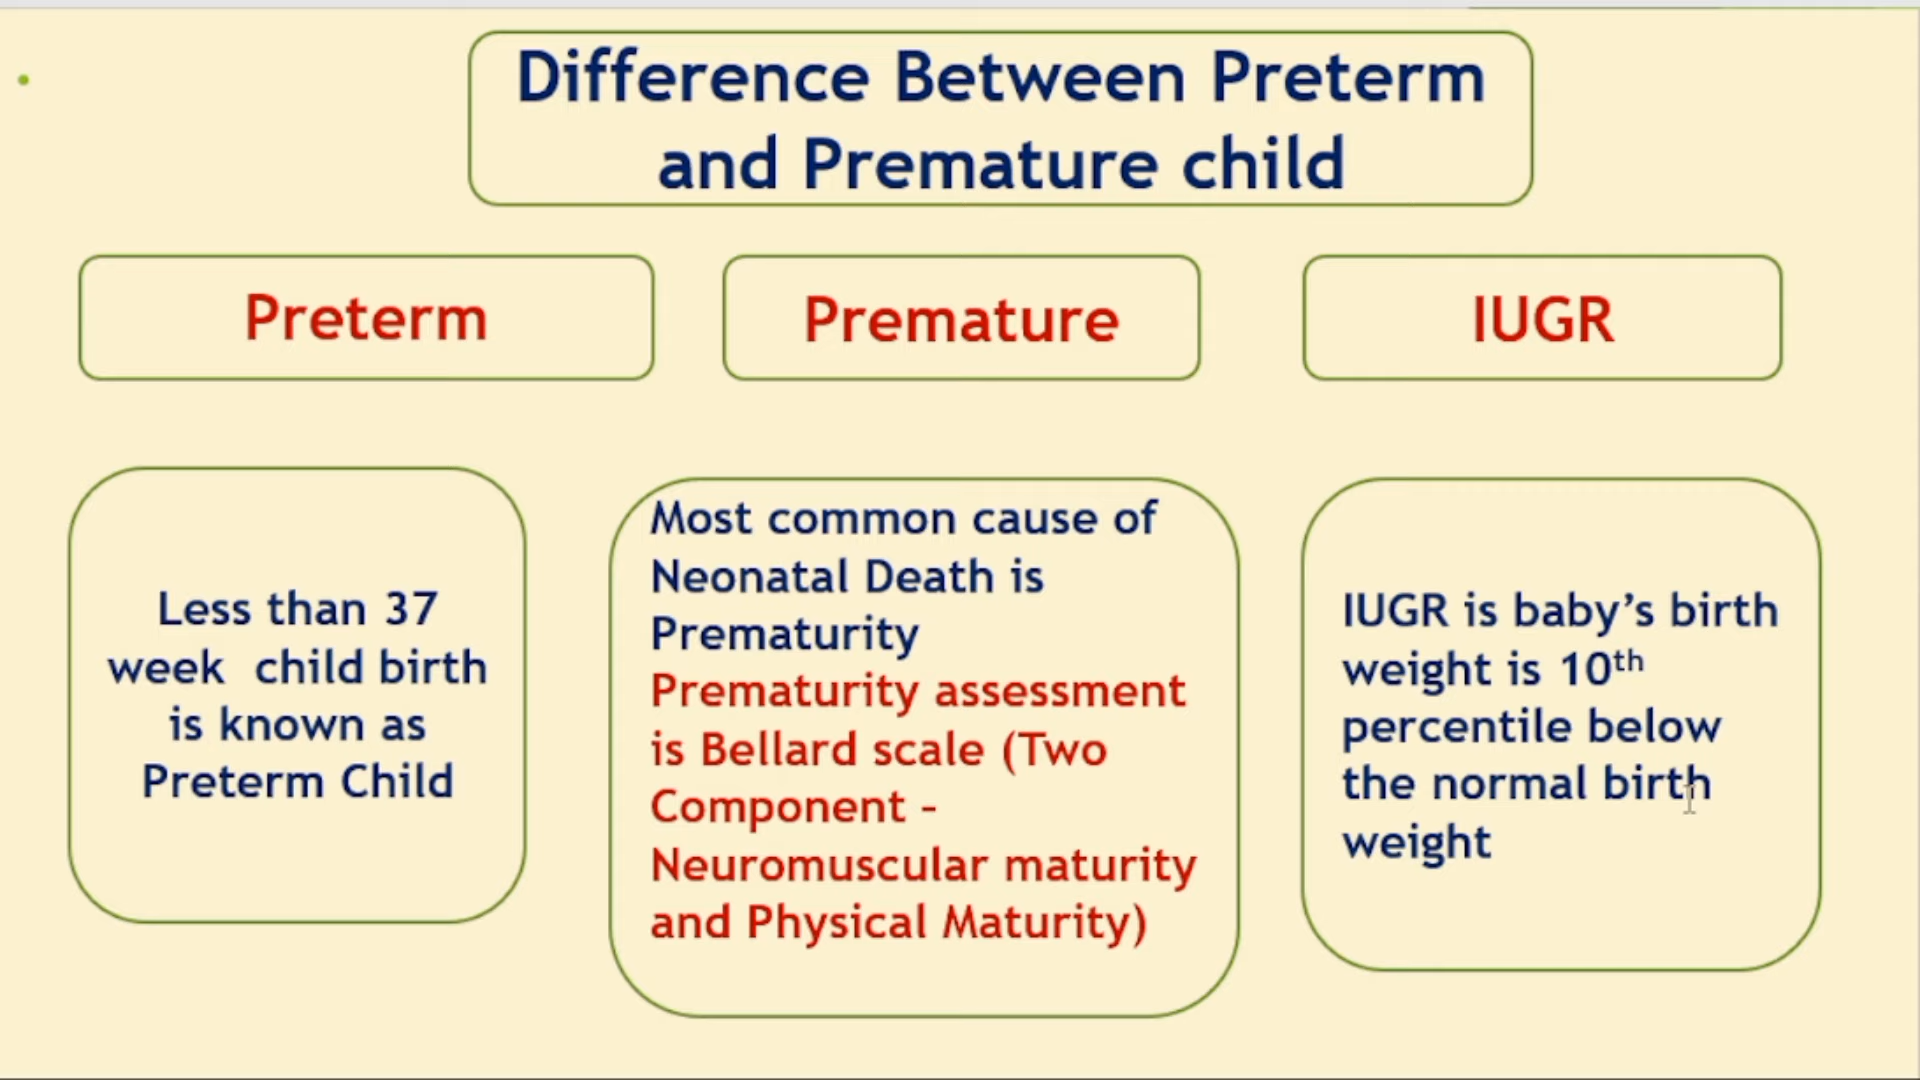 Difference Between Preterm
and Premature child
Preterm
Premature
IUGR
Less than 37
week child birth
is known as
Preterm Child
Most common cause of
Neonatal Death is
Prematurity
Prematurity assessment
is Bellard scale (Two
Component -
Neuromuscular maturity
and Physical Maturity)
IUGR is baby’s birth
weight is 10th
percentile below
the normal birth
weight